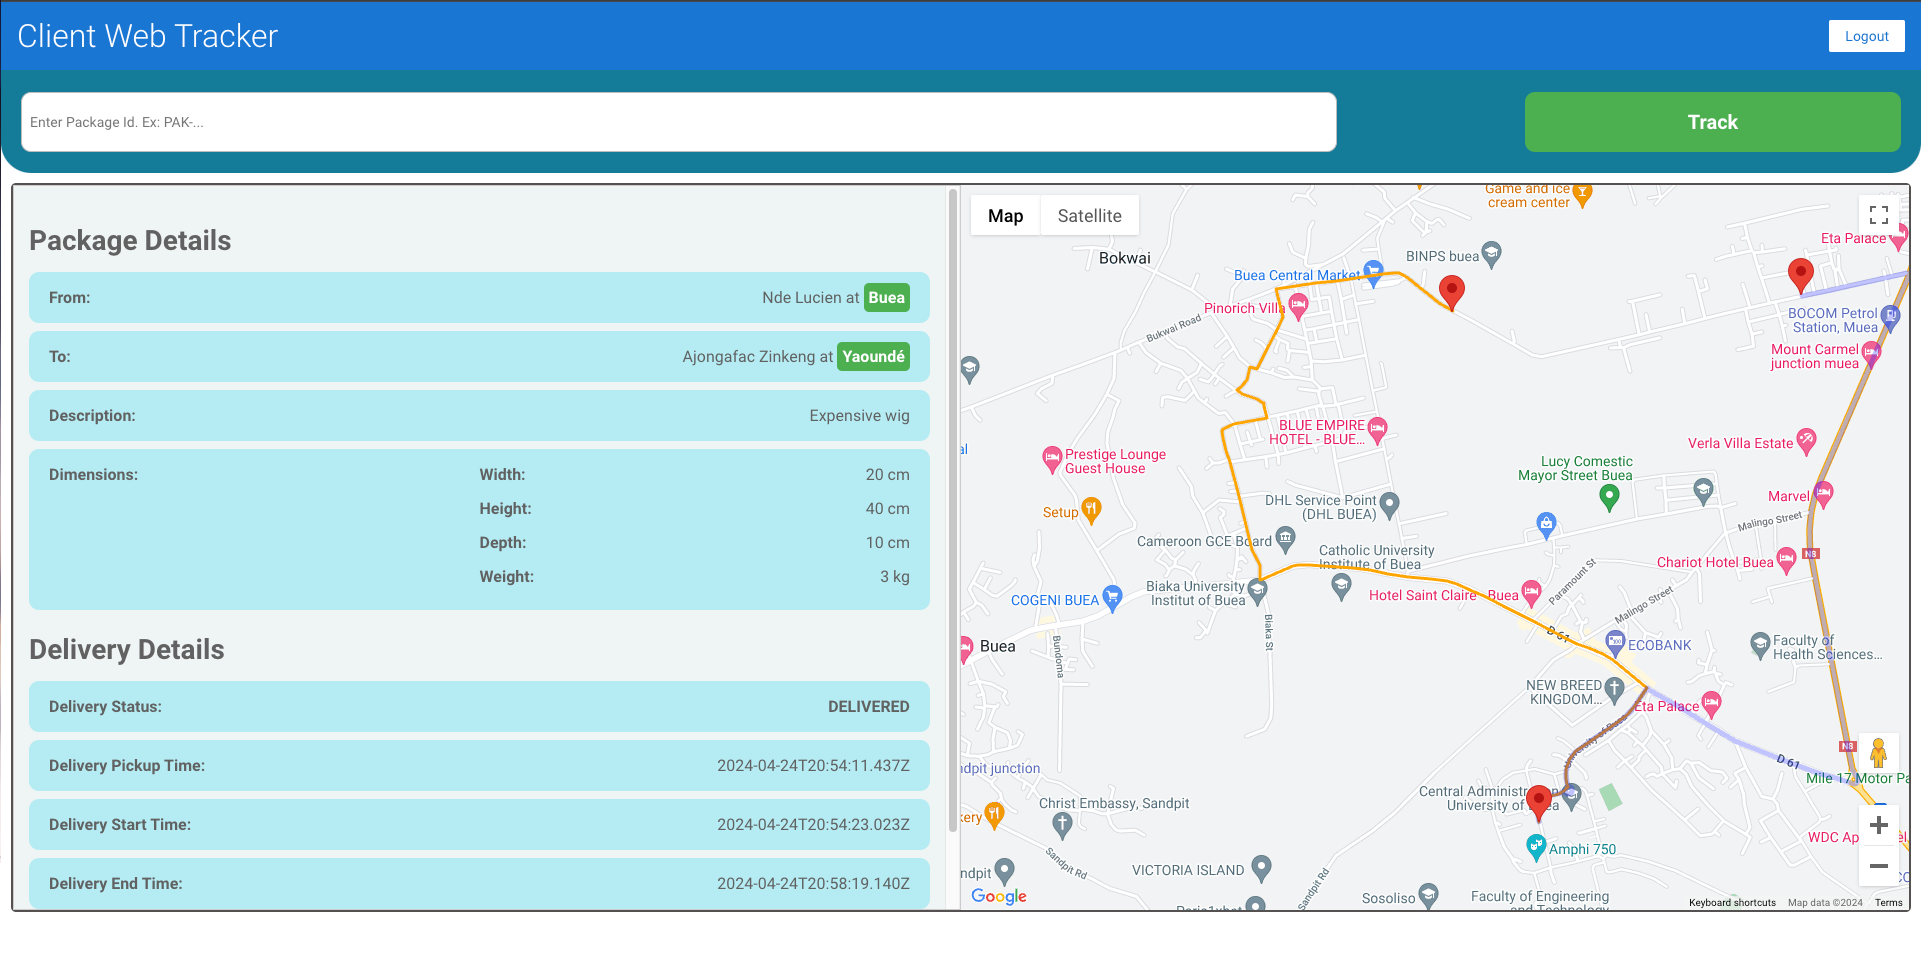 Client Web Tracker
Logout
Enter Package Id. Ex: PAK-...
Track
Package Details
From:
Nde Lucien at Buea
To:
Ajongafac Zinkeng at Yaoundé
Description:
Expensive wig
Dimensions:
Width:
20 cm
Height:
40 cm
Depth:
10 cm
Weight:
3 kg
Delivery Details
Delivery Status:
DELIVERED
Delivery Pickup Time:
2024-04-24T20:54:11.437Z
Delivery Start Time:
2024-04-24T20:54:23.023Z
Delivery End Time:
2024-04-24T20:58:19.140Z
Map
Satellite
Game and Ice
cream center
Bokwai
BINPS buea
Eta Palace
Buea Central Market
Pinorich Villa
Bukwai Road
BOCOM Petrol
Station, Muea
Mount Carmel
junction muea
BLUE EMPIRE
HOTEL - BLUE...
Verla Villa Estate
Prestige Lounge
Guest House
Lucy Comestic
Mayor Street Buea
Marvel
Setup
DHL Service Point
(DHL BUEA)
Malingo Street
Cameroon GCE Board
Catholic University
Institute of Buea
N8
Chariot Hotel Buea
Paramount St
Biaka University
Institut of Buea
COGENI BUEA
Hotel Saint Claire - Buea
Malingo Street
Biaka St
Bundoma
D 61
Buea
ECOBANK
Faculty of
Health Sciences...
NEW BREED
KINGDOM...
Eta Palace
University of Buea
N8
D 61
Mile 17 Motor Pa
ndpit junction
Central Administration
University of Buea
Christ Embassy, Sandpit
kery
WDC Ap
el,
Sandpit Rd
Amphi 750
VICTORIA ISLAND
ndpit
Sandpit Rd
Sosoliso
Faculty of Engineering
and Technology
Google
Keyboard shortcuts
Map data ©2024
Terms